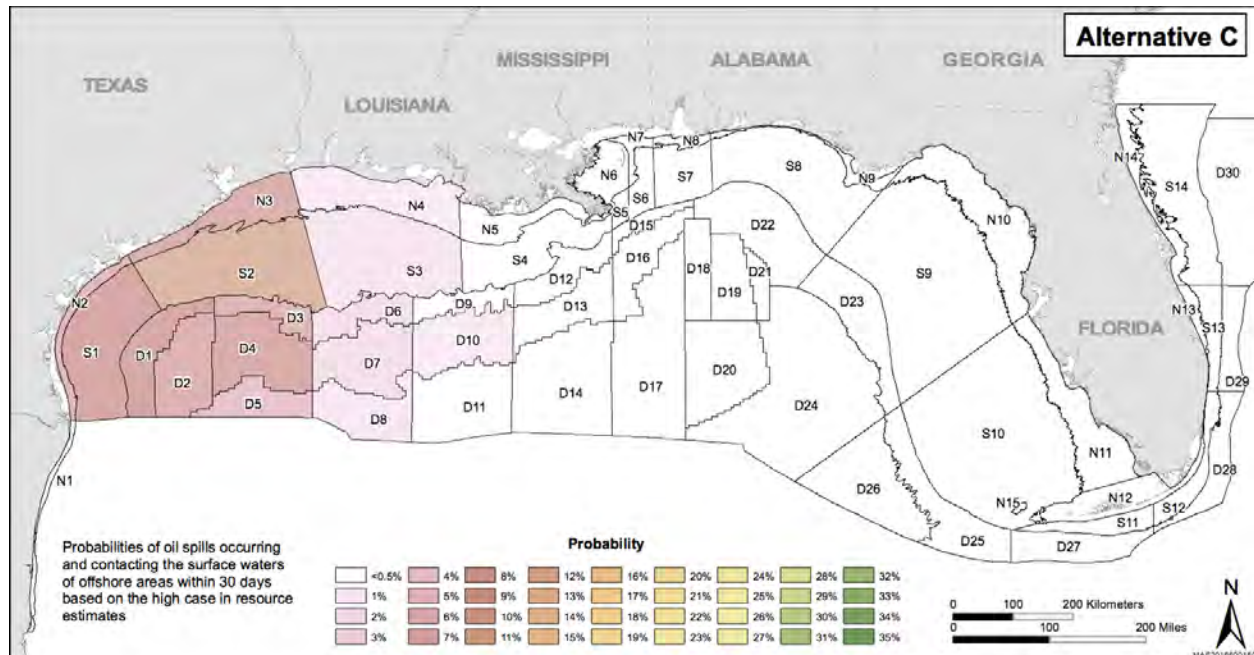 Alternative C
MISSISSIPPI
ALABAMA
GEORGIA
TEXAS
LOUISIANA
FLORIDA
N7
N8
N14
N6
S6
S7
S8
N9
S14
D30
N3
N4
S5
N10
N5
D15
D22
S4
S2
S3
D12
D16
D18
D21
S9
N2
D9
D13
D19
D23
N13
S13
D3
D6
S1
D1
D4
D10
D2
D7
D20
D29
D5
D8
D11
D14
D17
D24
S10
N11
D28
N1
D26
N15
N12
S12
S11
D25
D27
Probabilities of oil spills occurring
and contacting the surface waters
of offshore areas within 30 days
based on the high case in resource
estimates
Probability
<0.5% 4% 8% 12% 16% 20% 24% 28% 32%
1% 5% 9% 13% 17% 21% 25% 29% 33%
2% 6% 10% 14% 18% 22% 26% 30% 34%
3% 7% 11% 15% 19% 23% 27% 31% 35%
N
0 100 200 Kilometers
0 100 200 Miles